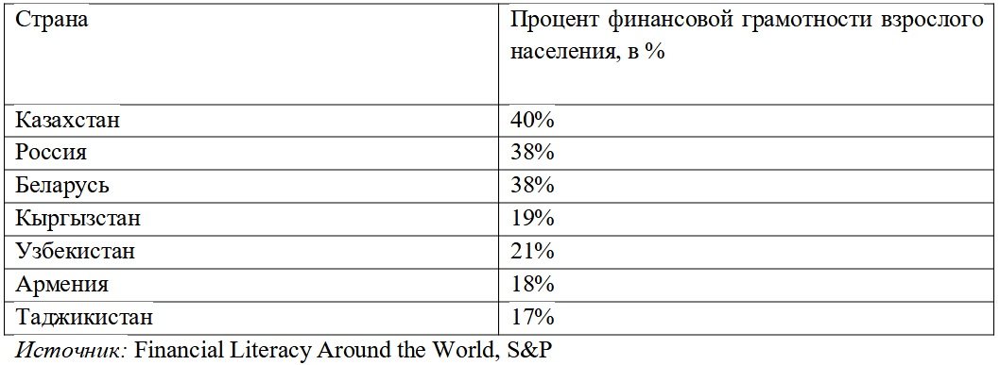 Страна
Процент финансовой грамотности взрослого
населения, в %
Казахстан 40%
Россия 38%
Беларусь 38%
Кыргызстан 19%
Узбекистан 21%
Армения 18%
Таджикистан 17%
Источник: Financial Literacy Around the World, S&P